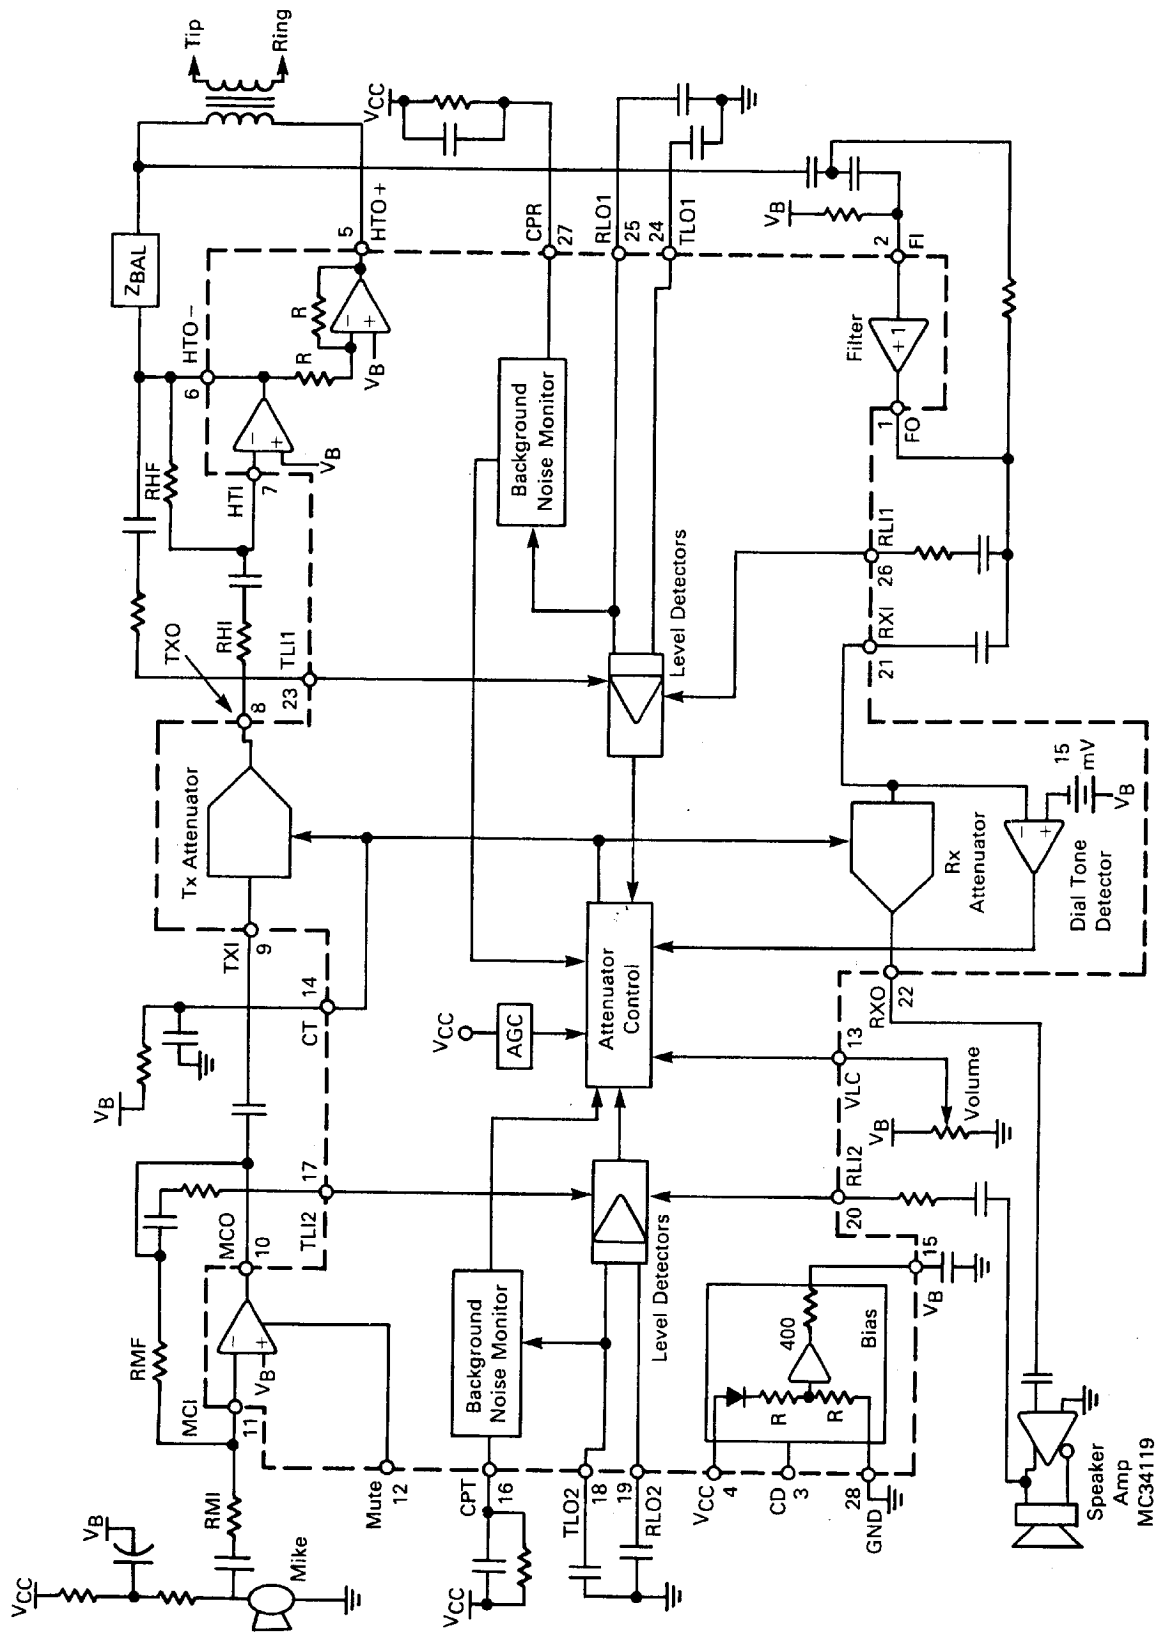 VCC
VB
RMI
Mike
MCI
11
RMF
VB
MCO
10
TLI2
17
VB
CT
14
TXI
9
Tx Attenuator
TXO
8
RHI
TLI1
23
RHF
HTI
7
VB
HTO−
6
ZBAL
R
R
VB
5
HTO+
Tip
Ring
Mute
12
CPT
16
VCC
Background
Noise Monitor
TLO2
18
19
RLO2
Level Detectors
VCC
AGC
Attenuator
Control
Level Detectors
Background
Noise Monitor
CPR
27
VCC
RLO1
25
24
TLO1
VCC
4
CD
3
28
GND
R
R
400
Bias
15
VB
20
RLI2
VLC
13
VB
Volume
RXO
22
Rx
Attenuator
Dial Tone
Detector
15
mV
VB
21
RXI
26
RLI1
1
FO
Filter
+1
2
FI
VB
Speaker
Amp
MC34119
−
+
−
+
−
+
−
+